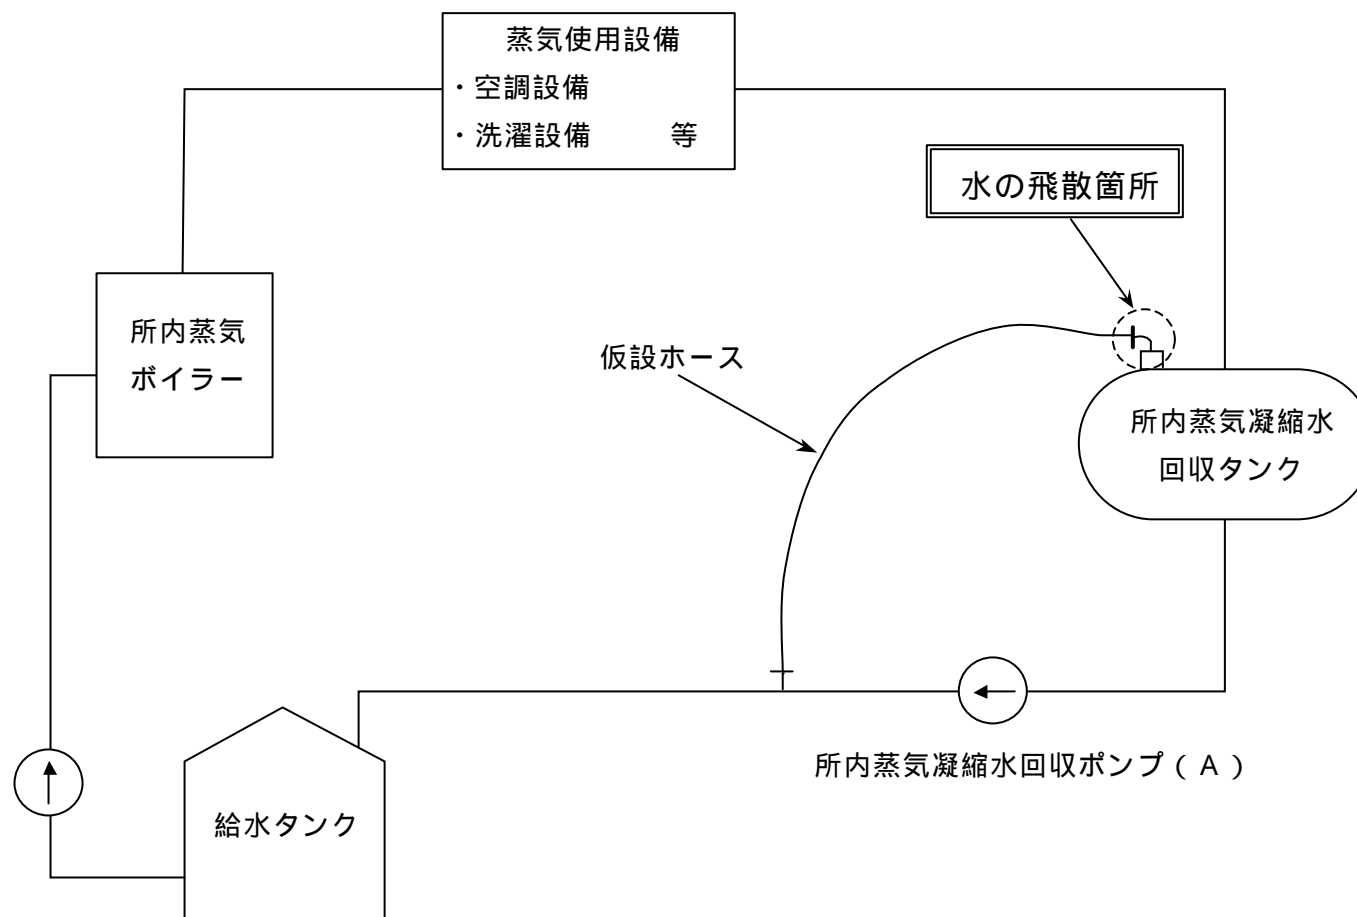 蒸気使用設備
・空調設備
・洗濯設備　　等
水の飛散箇所
所内蒸気
ボイラー
仮設ホース
所内蒸気凝縮水
回収タンク
所内蒸気凝縮水回収ポンプ（Ａ）
給水タンク